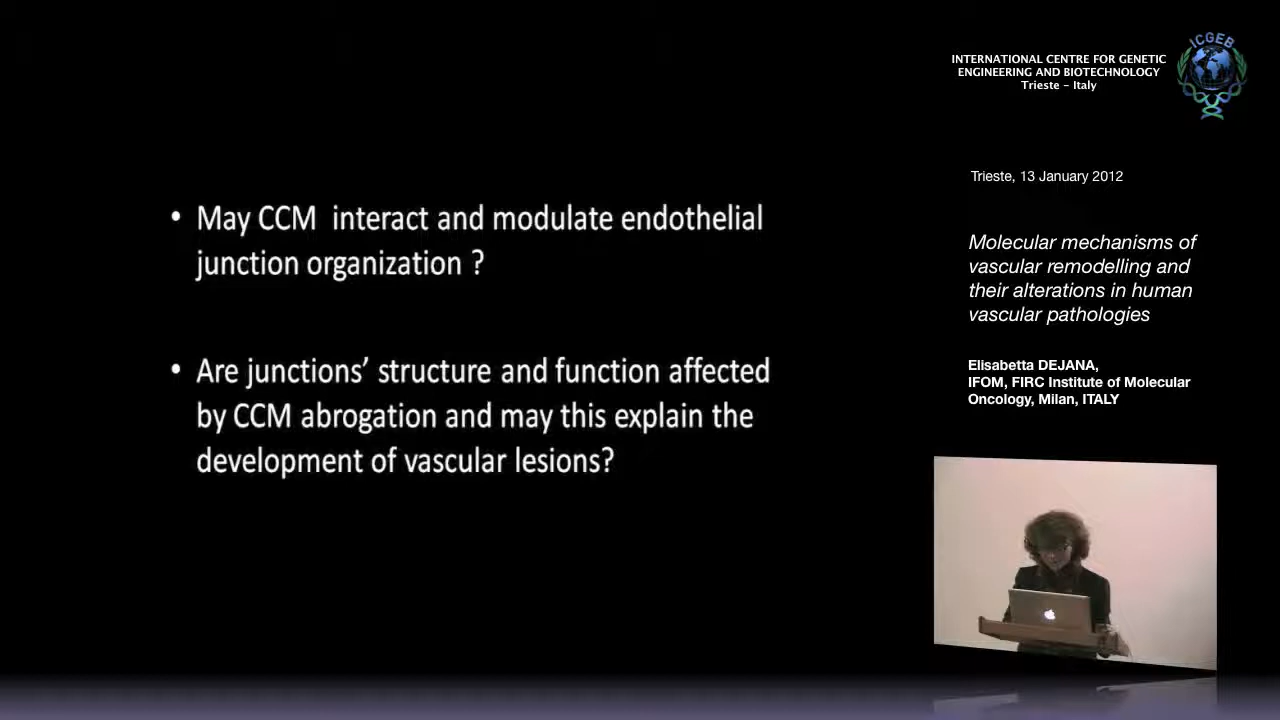 • May CCM interact and modulate endothelial
junction organization ?
• Are junctions’ structure and function affected
by CCM abrogation and may this explain the
development of vascular lesions?
INTERNATIONAL CENTRE FOR GENETIC
ENGINEERING AND BIOTECHNOLOGY
Trieste – Italy
ICGEB
Trieste, 13 January 2012
Molecular mechanisms of
vascular remodelling and
their alterations in human
vascular pathologies
Elisabetta DEJANA,
IFOM, FIRC Institute of Molecular
Oncology, Milan, ITALY